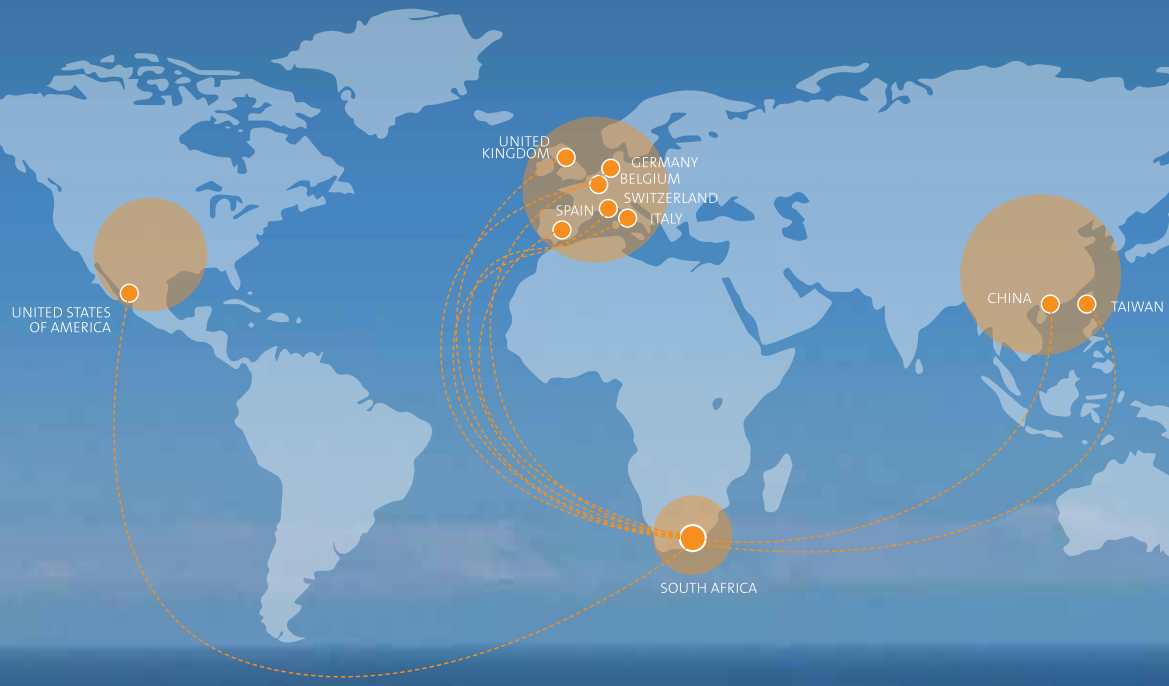 UNITED
KINGDOM
GERMANY
BELGIUM
SWITZERLAND
SPAIN
ITALY
CHINA
TAIWAN
UNITED STATES
OF AMERICA
SOUTH AFRICA